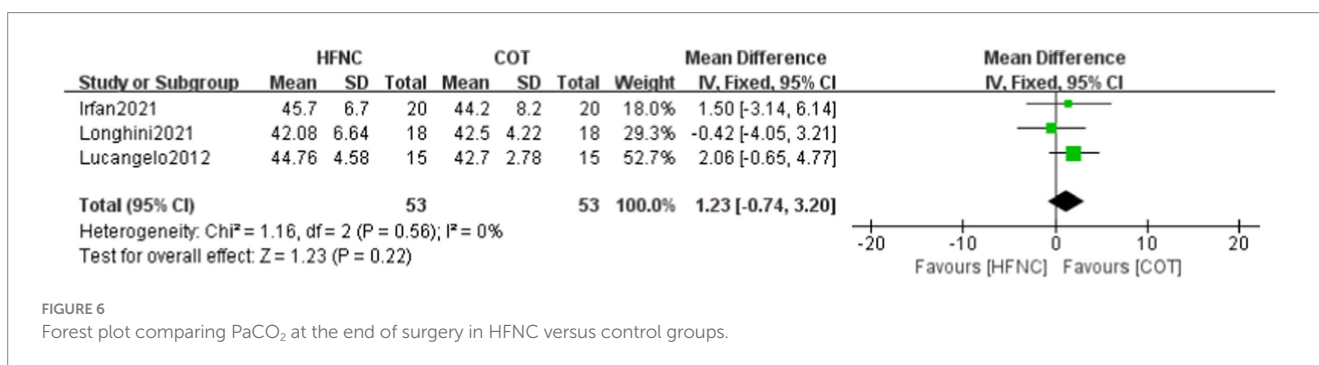 HFNC COT Mean Difference Mean Difference
Study or Subgroup Mean SD Total Mean SD Total Weight IV, Fixed, 95% CI IV, Fixed, 95% CI
Irfan2021 45.7 6.7 20 44.2 8.2 20 18.0% 1.50 [-3.14, 6.14]
Longhini2021 42.08 6.64 18 42.5 4.22 18 29.3% -0.42 [-4.05, 3.21]
Lucangelo2012 44.76 4.58 15 42.7 2.78 15 52.7% 2.06 [-0.65, 4.77]
Total (95% CI) 53 53 100.0% 1.23 [-0.74, 3.20]
Heterogeneity: Chi² = 1.16, df = 2 (P = 0.56); I² = 0%
Test for overall effect: Z = 1.23 (P = 0.22)
-20 -10 0 10 20
Favours [HFNC] Favours [COT]
FIGURE 6
Forest plot comparing PaCO₂ at the end of surgery in HFNC versus control groups.